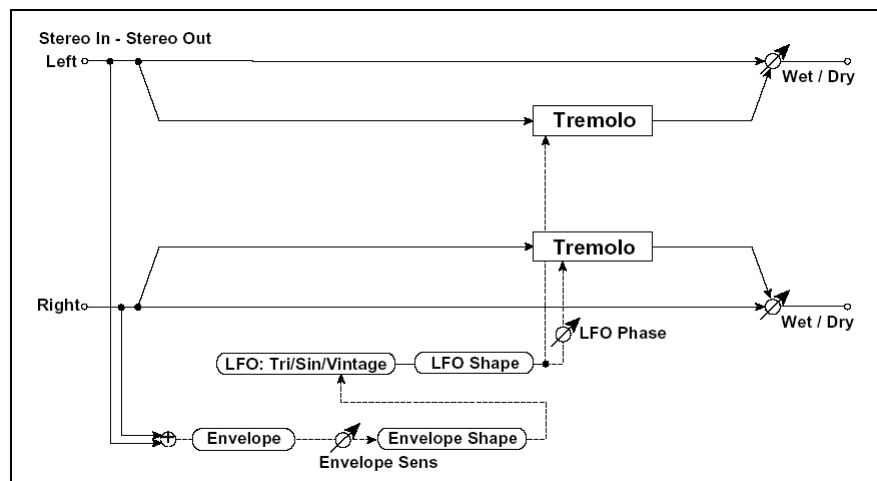 Stereo In - Stereo Out
Left
Wet / Dry
Tremolo
Tremolo
Right
Wet / Dry
LFO Phase
LFO: Tri/Sin/Vintage
LFO Shape
Envelope
Envelope Shape
Envelope Sens